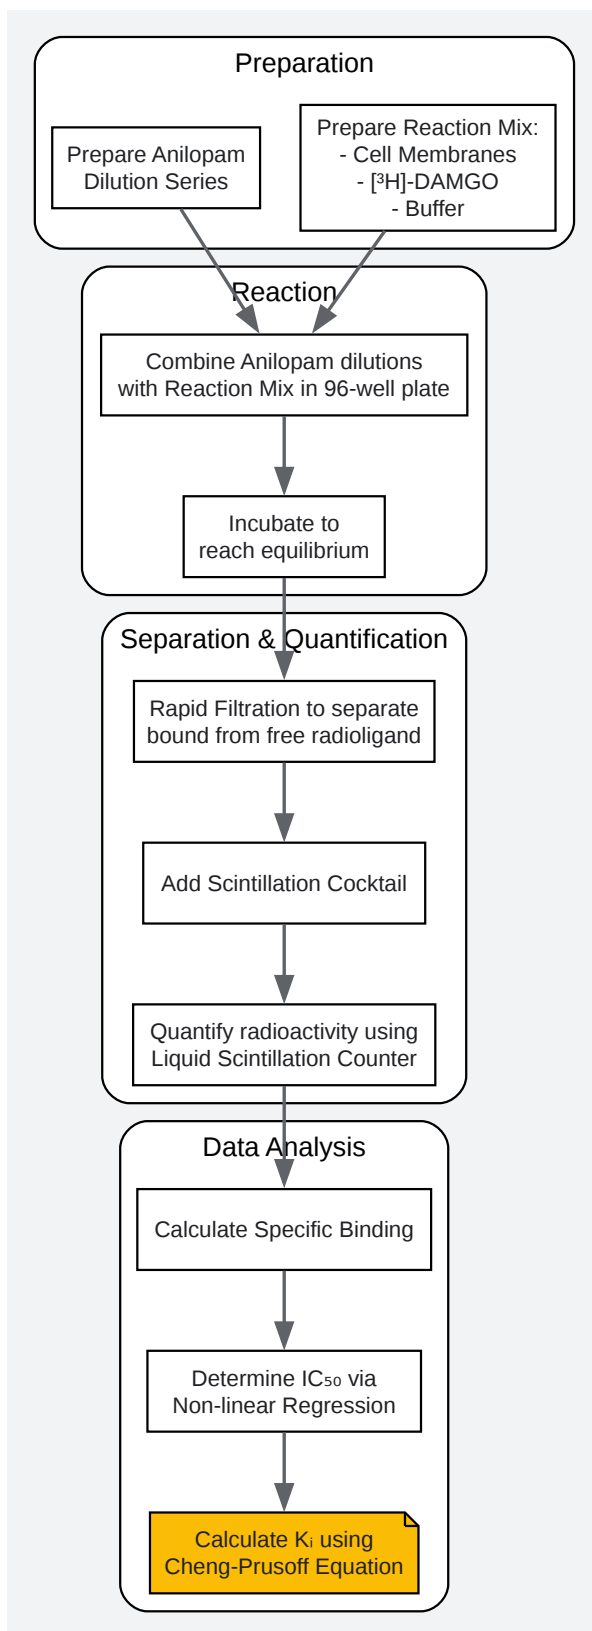 Preparation
Prepare Anilopam
Dilution Series
Prepare Reaction Mix:
- Cell Membranes
- [³H]-DAMGO
- Buffer
Reaction
Combine Anilopam dilutions
with Reaction Mix in 96-well plate
Incubate to
reach equilibrium
Separation & Quantification
Rapid Filtration to separate
bound from free radioligand
Add Scintillation Cocktail
Quantify radioactivity using
Liquid Scintillation Counter
Data Analysis
Calculate Specific Binding
Determine IC₅₀ via
Non-linear Regression
Calculate Kᵢ using
Cheng-Prusoff Equation